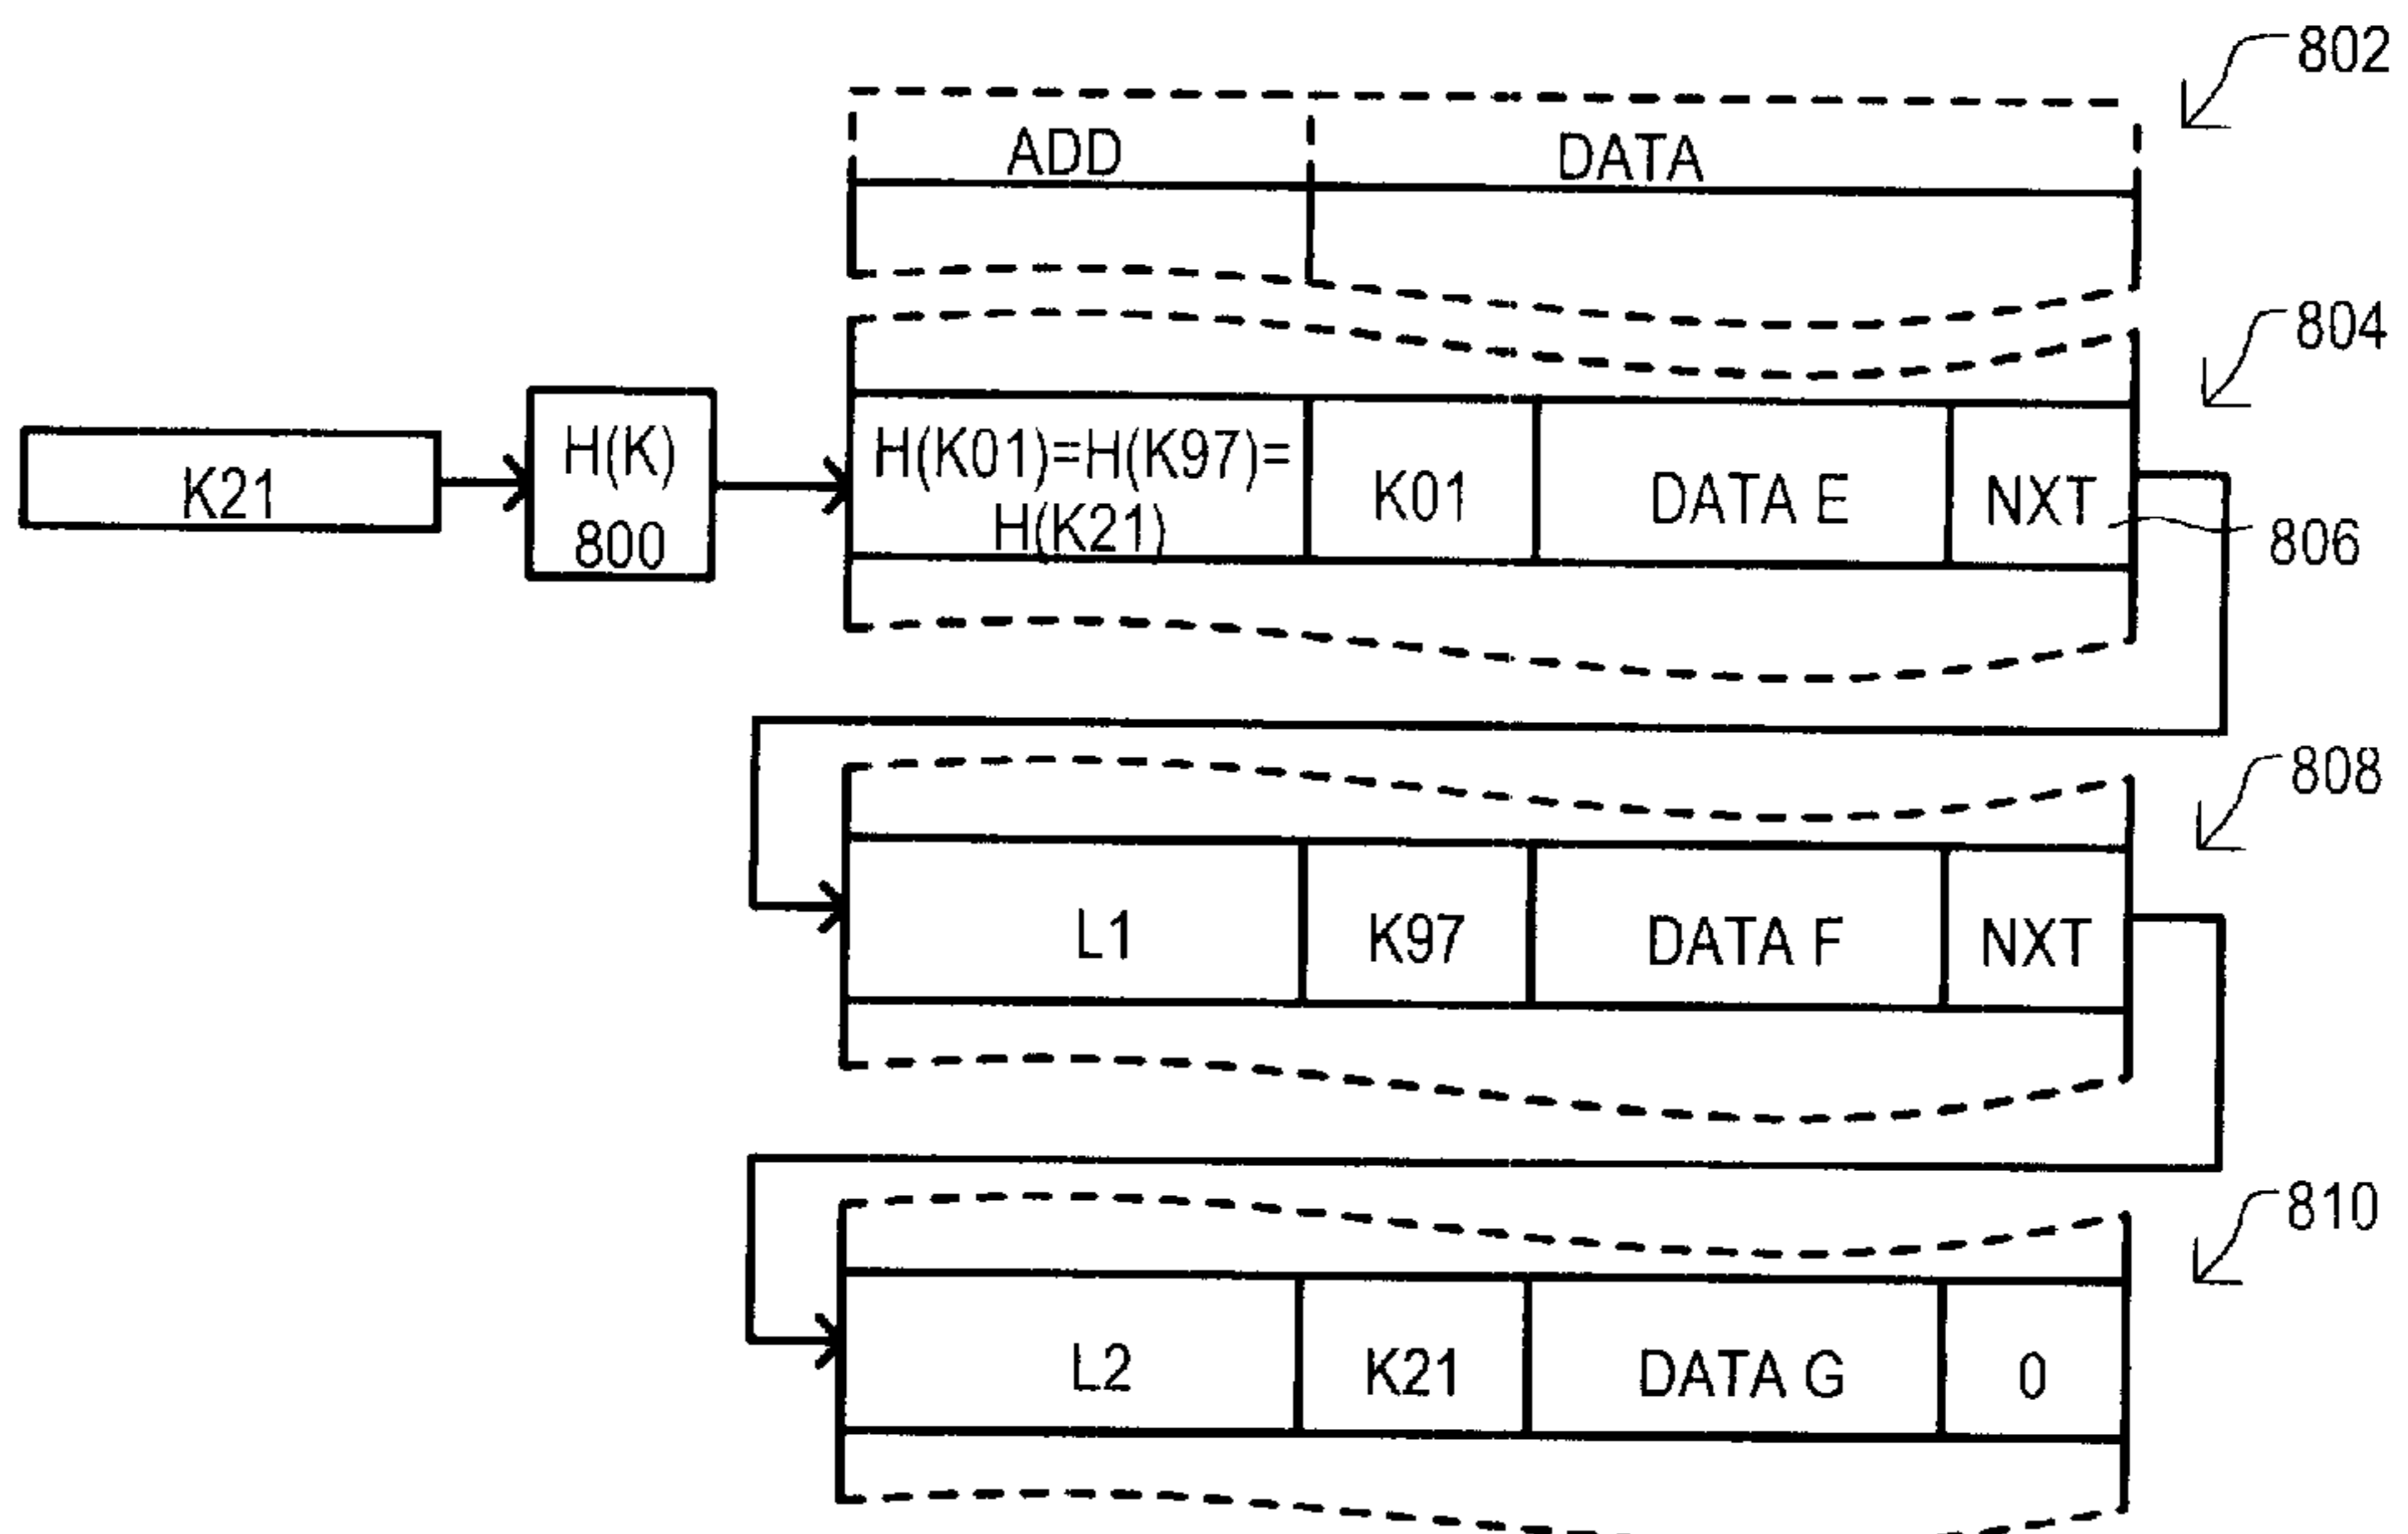 802
ADD DATA
804
K21
H(K)
800
H(K01)=H(K97)=
H(K21)
K01
DATA E
NXT
806
808
L1 K97 DATA F NXT
810
L2 K21 DATA G 0